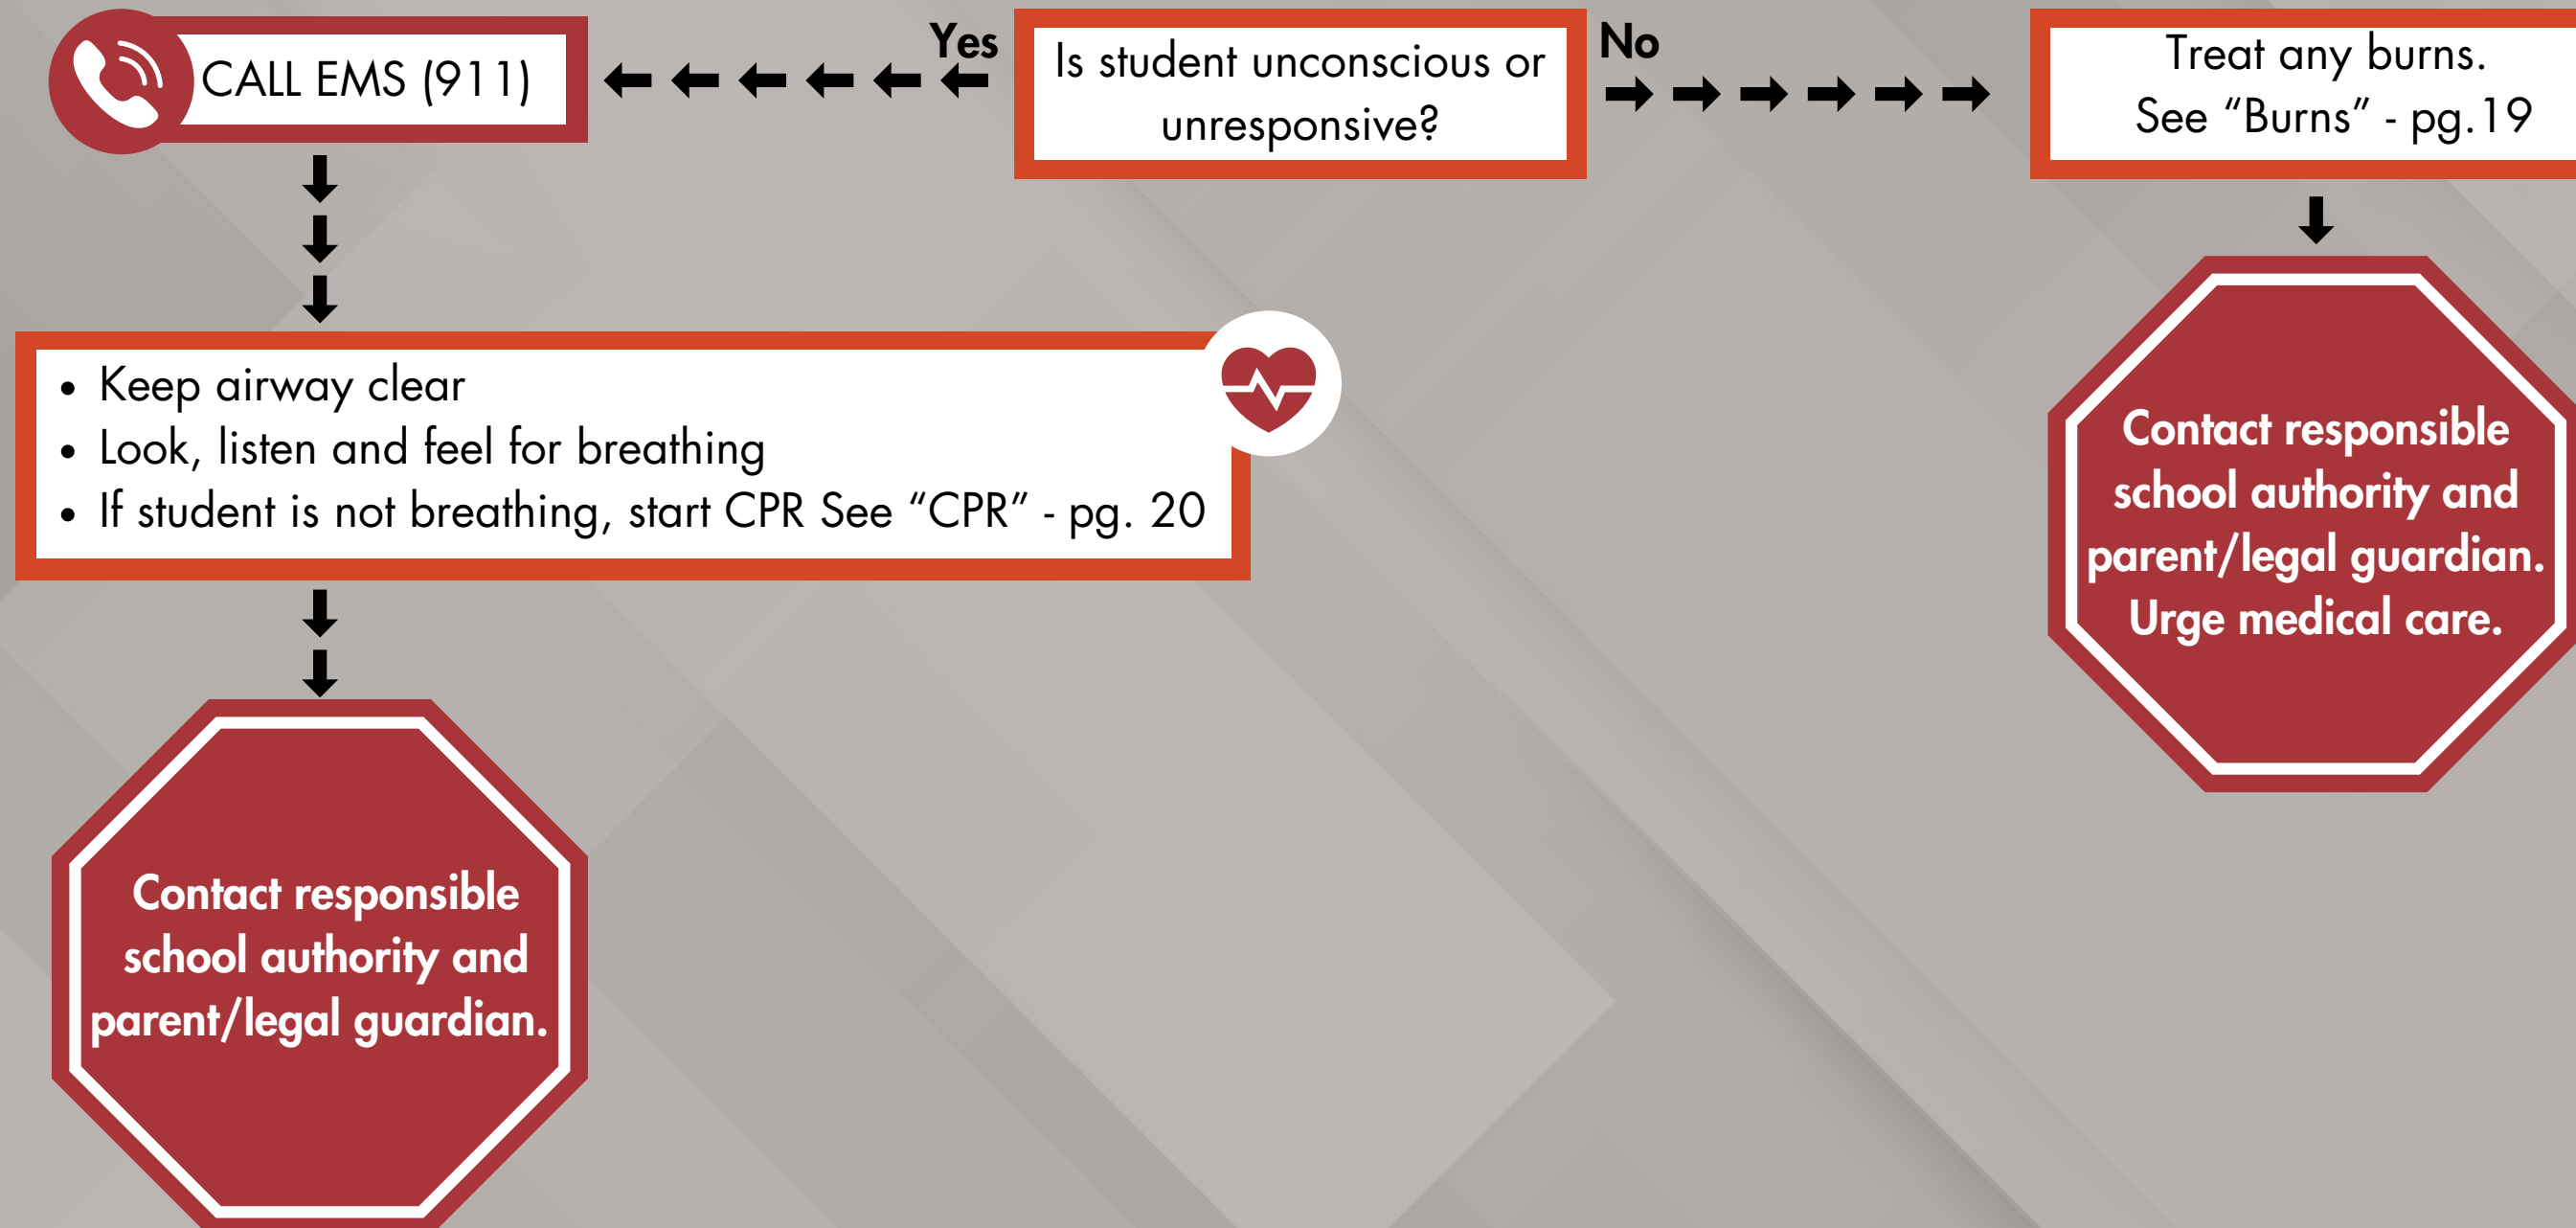 CALL EMS (911)
Yes
Is student unconscious or
unresponsive?
No
Treat any burns.
See “Burns” - pg.19
• Keep airway clear
• Look, listen and feel for breathing
• If student is not breathing, start CPR See “CPR” - pg. 20
Contact responsible
school authority and
parent/legal guardian.
Urge medical care.
Contact responsible
school authority and
parent/legal guardian.